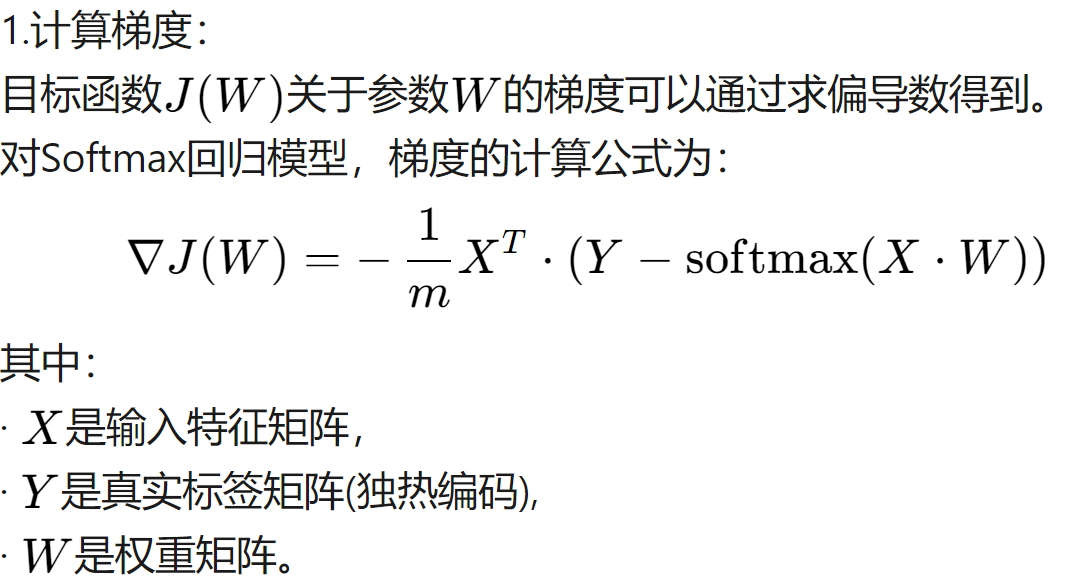 1.计算梯度：
目标函数J(W)关于参数W的梯度可以通过求偏导数得到。
对Softmax回归模型，梯度的计算公式为：
∇J(W) = −\frac{1}{m}X^T · (Y − softmax(X · W))
其中：
· X是输入特征矩阵，
· Y是真实标签矩阵(独热编码),
· W是权重矩阵。